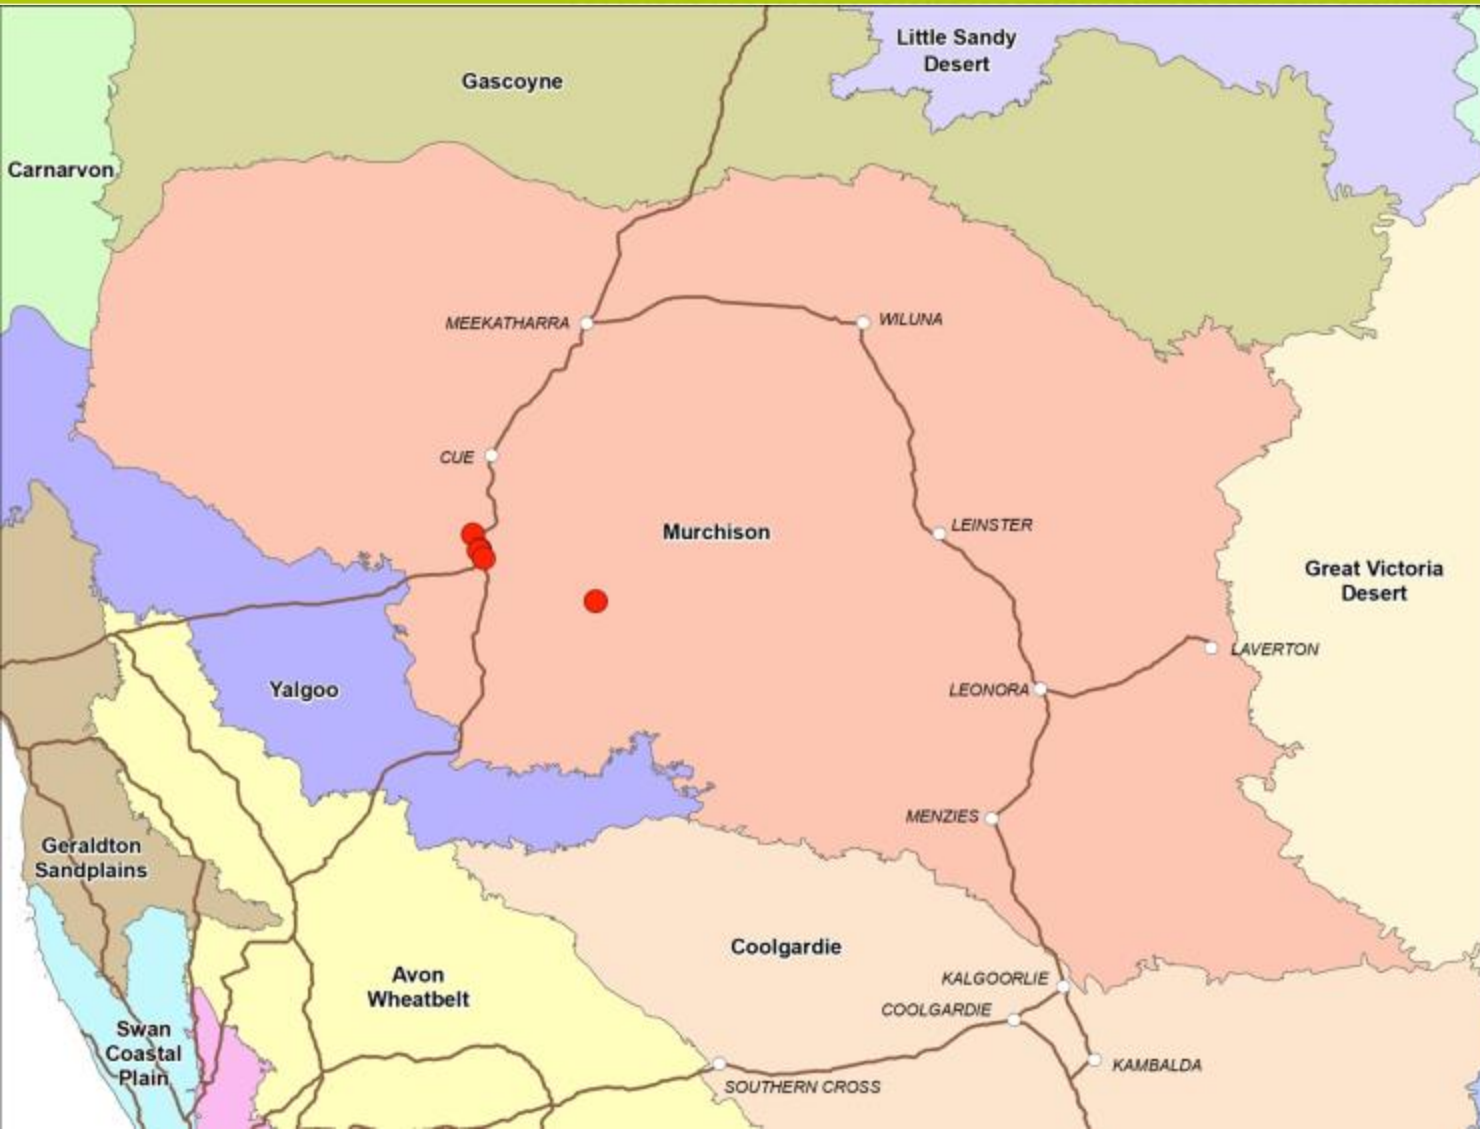 Little Sandy
Desert
Gascoyne
Carnarvon
MEEKATHARRA
WILUNA
CUE
LEINSTER
Murchison
Great Victoria
Desert
LAVERTON
Yalgoo
LEONORA
MENZIES
Geraldton
Sandplains
Coolgardie
Avon
Wheatbelt
KALGOORLIE
COOLGARDIE
Swan
Coastal
Plain
KAMBALDA
SOUTHERN CROSS